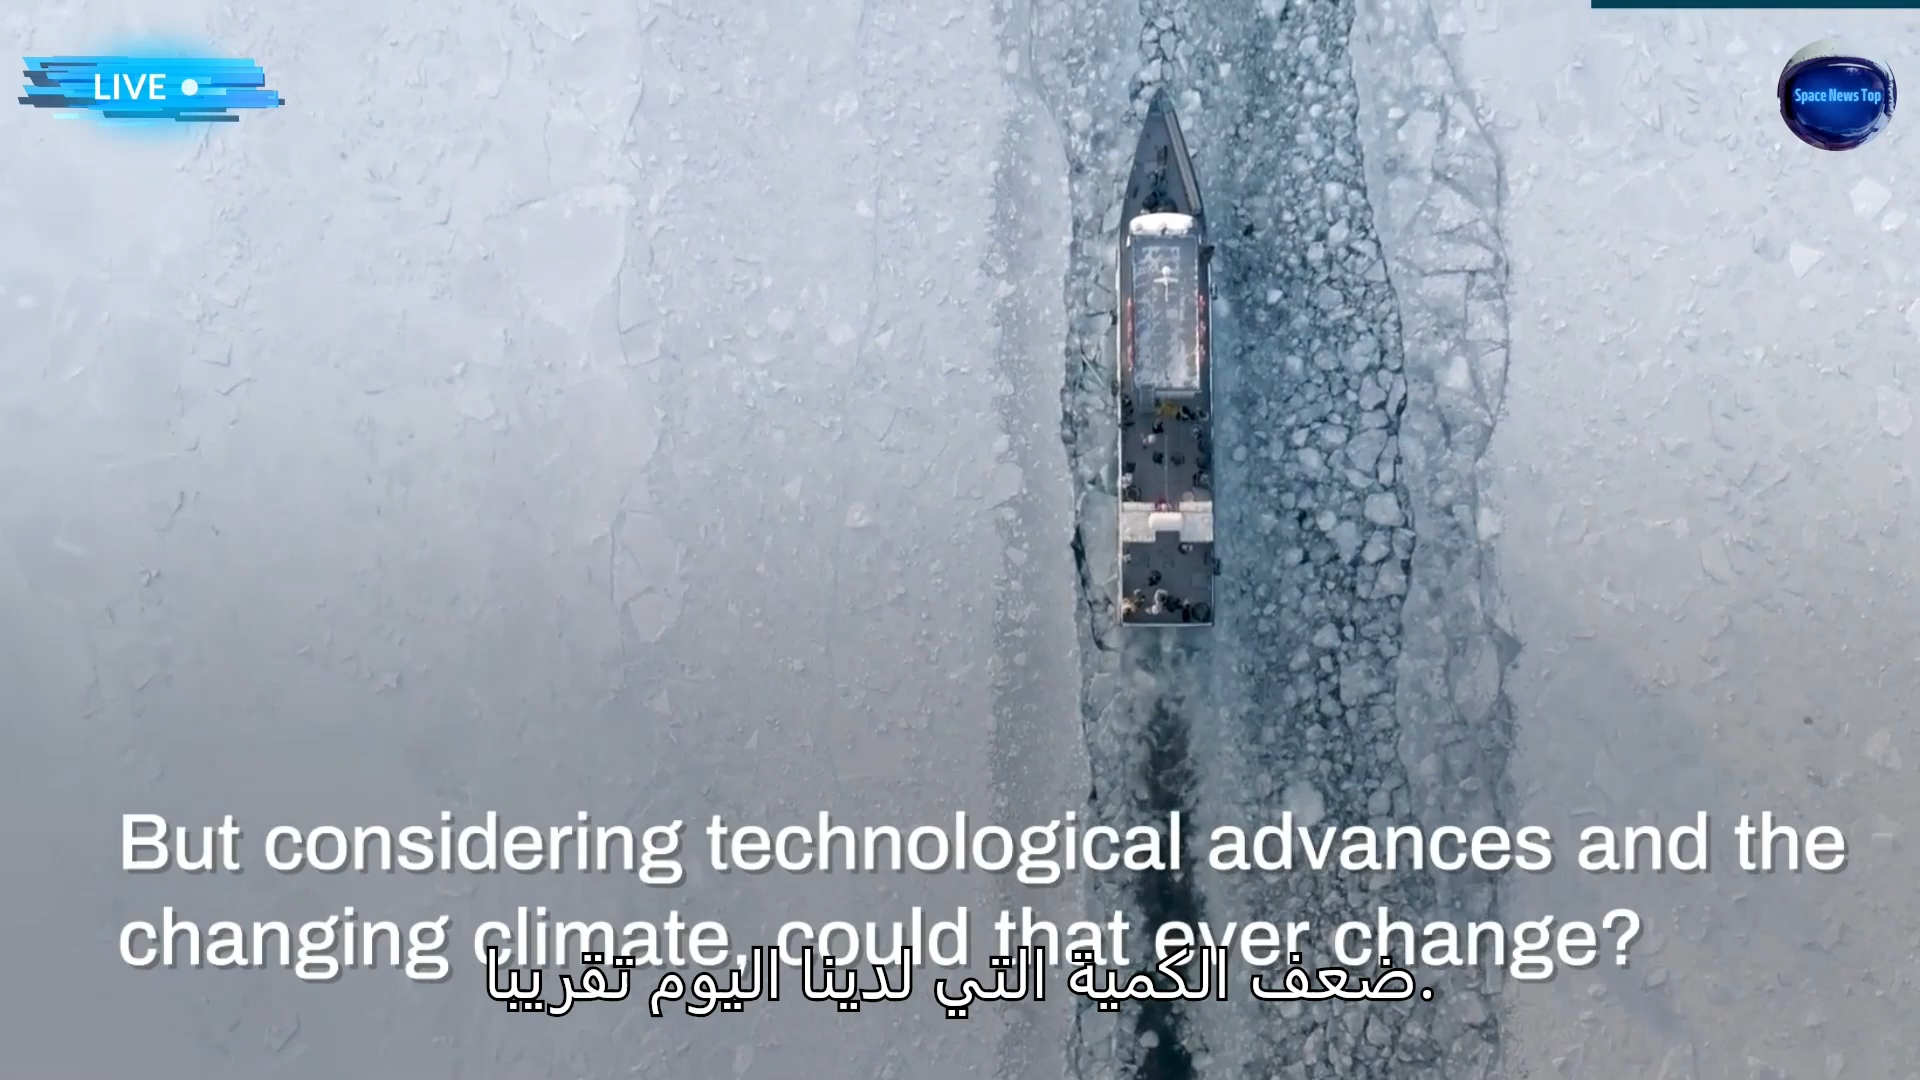 LIVE
Space News Top
But considering technological advances and the
changing climate, could that ever change?
ضعف الكمية التي لدينا اليوم تقريبا.